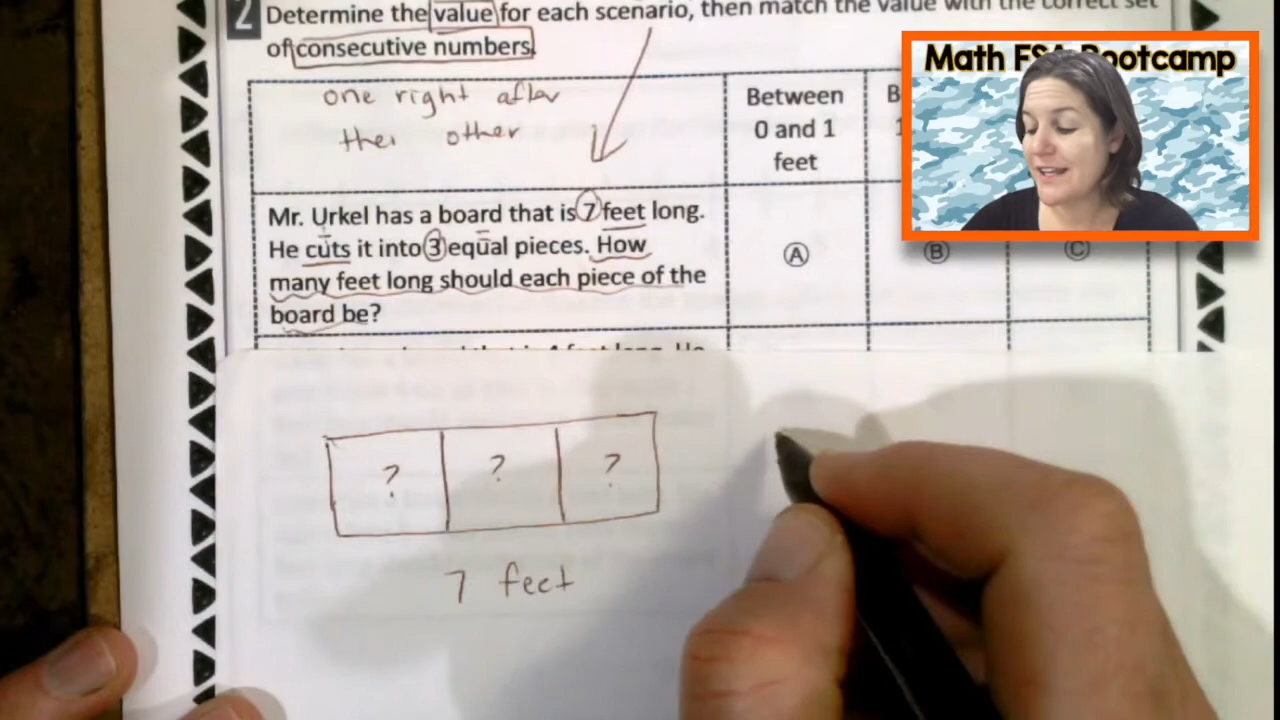 2 Determine the value for each scenario, then match the value with the correct set
of consecutive numbers.
Math FSA Bootcamp
one right after
ther other
Between
0 and 1
feet
B
1
Mr. Urkel has a board that is 7 feet long.
He cuts it into 3 equal pieces. How
many feet long should each piece of the
board be?
A
B
C
? ? ?
7 feet